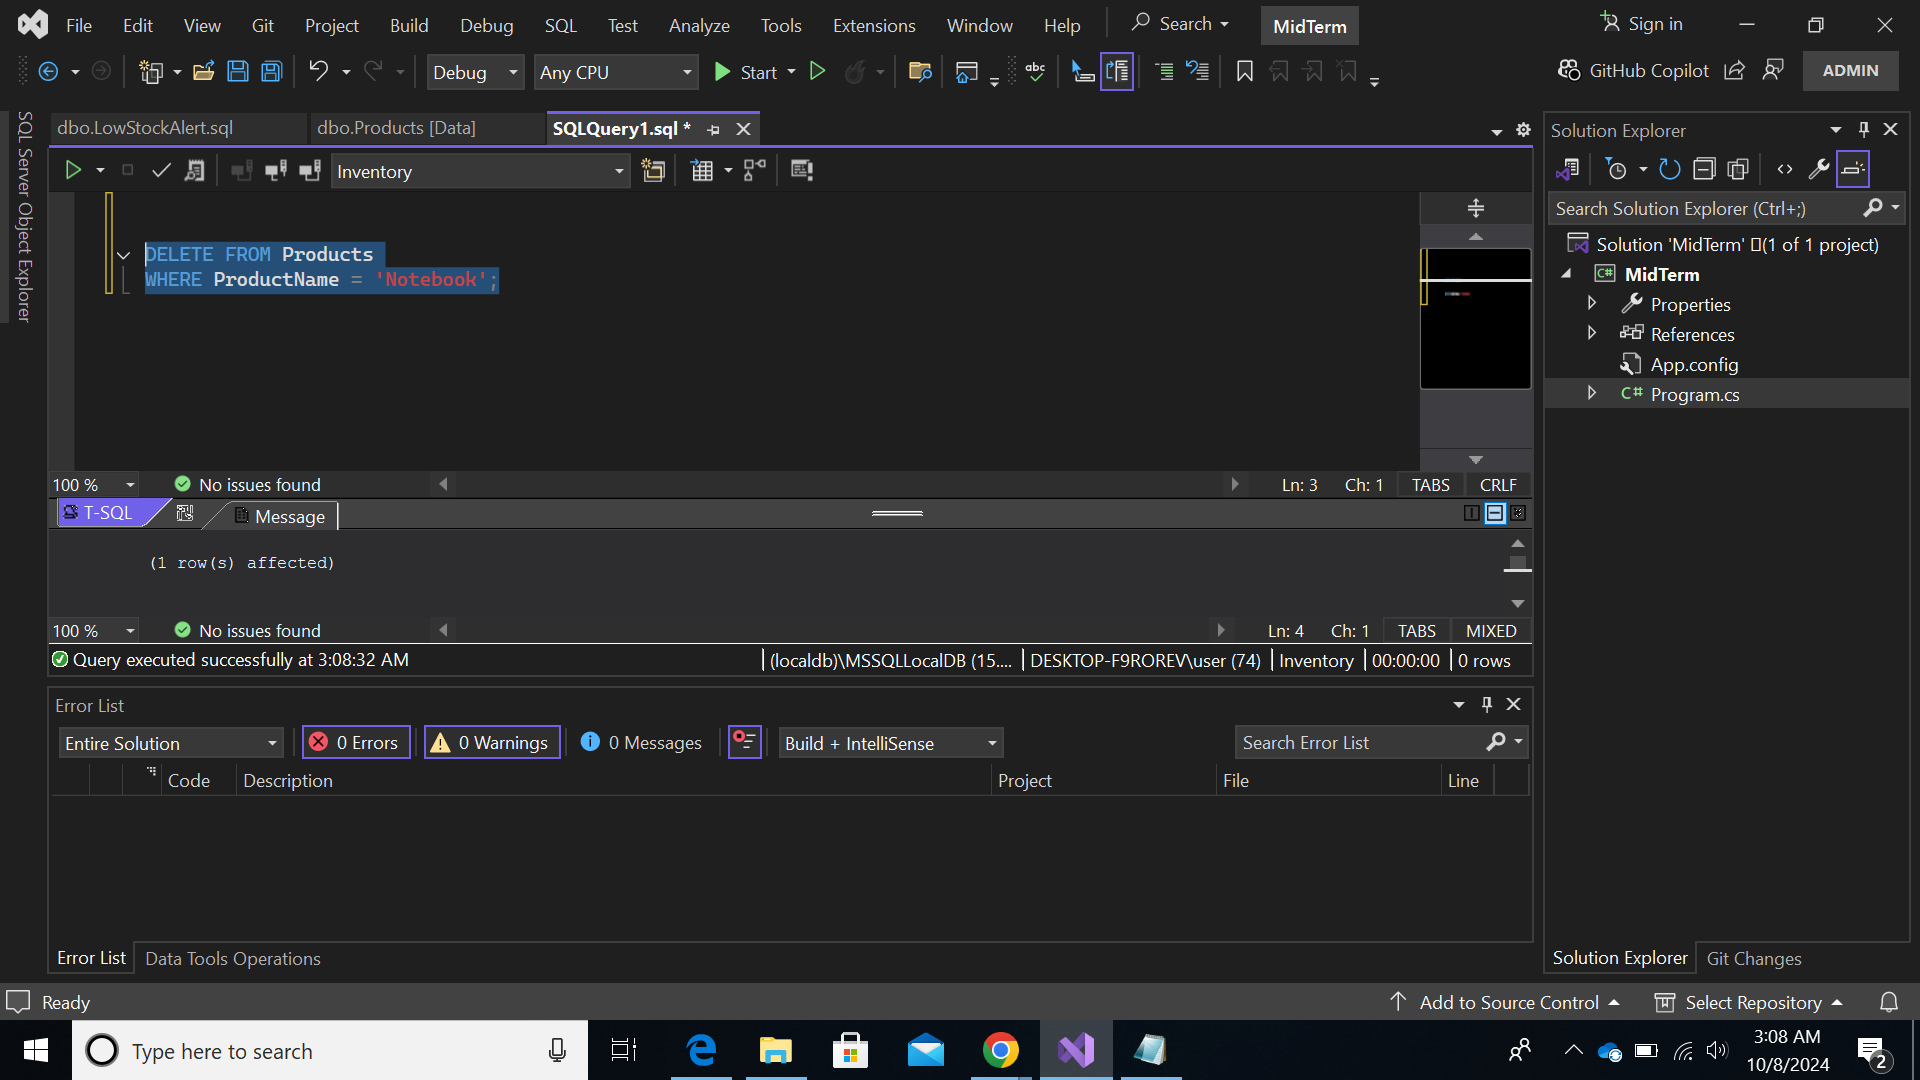 File Edit View Git Project Build Debug SQL Test Analyze Tools Extensions Window Help Search MidTerm Sign in
Debug Any CPU Start GitHub Copilot ADMIN
SQL Server Object Explorer
dbo.LowStockAlert.sql dbo.Products [Data] SQLQuery1.sql *
Inventory
DELETE FROM Products
WHERE ProductName = 'Notebook';
100 % No issues found Ln: 3 Ch: 1 TABS CRLF
T-SQL Message
(1 row(s) affected)
100 % No issues found Ln: 4 Ch: 1 TABS MIXED
Query executed successfully at 3:08:32 AM (localdb)\MSSQLLocalDB (15.... DESKTOP-F9ROREV\user (74) Inventory 00:00:00 0 rows
Error List
Entire Solution 0 Errors 0 Warnings 0 Messages Build + IntelliSense Search Error List
Code Description Project File Line
Error List Data Tools Operations
Solution Explorer
Search Solution Explorer (Ctrl+;)
Solution 'MidTerm' (1 of 1 project)
C# MidTerm
Properties
References
App.config
C# Program.cs
Solution Explorer Git Changes
Ready Add to Source Control Select Repository
Type here to search
3:08 AM
10/8/2024
2